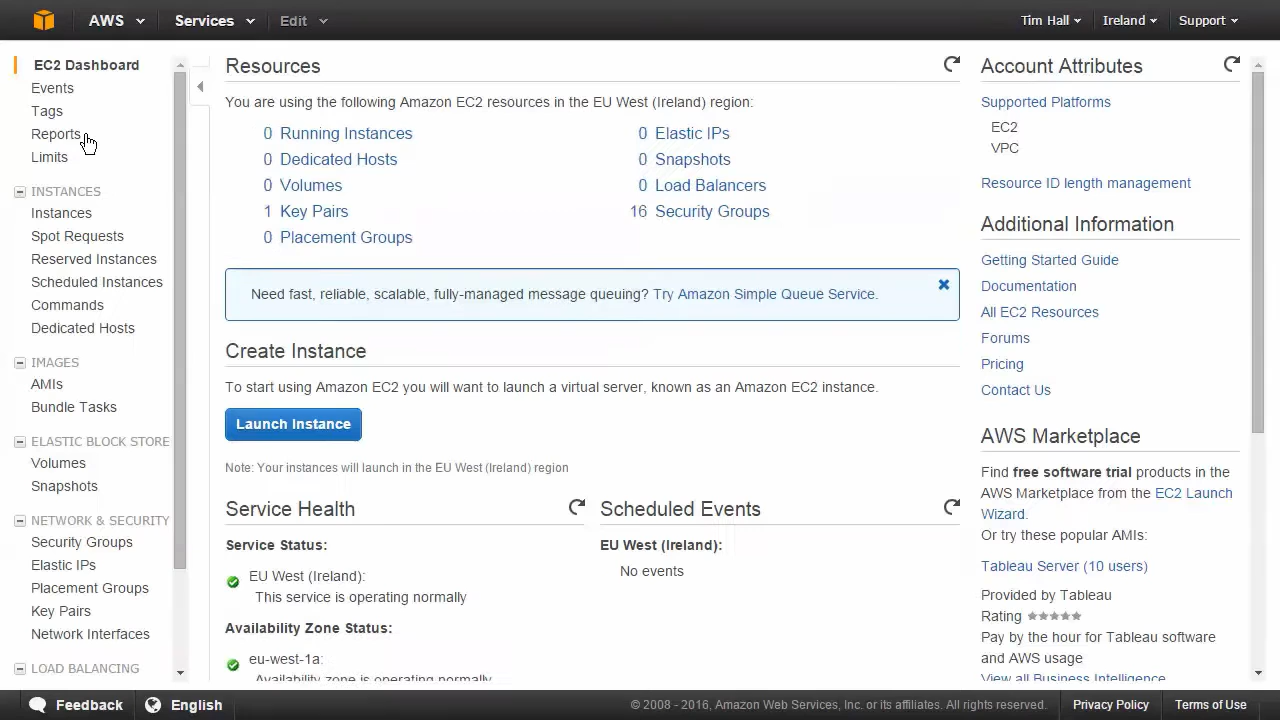 AWS Services Edit Tim Hall Ireland Support
EC2 Dashboard
Events
Tags
Reports
Limits
INSTANCES
Instances
Spot Requests
Reserved Instances
Scheduled Instances
Commands
Dedicated Hosts
IMAGES
AMIs
Bundle Tasks
ELASTIC BLOCK STORE
Volumes
Snapshots
NETWORK & SECURITY
Security Groups
Elastic IPs
Placement Groups
Key Pairs
Network Interfaces
LOAD BALANCING
Resources
You are using the following Amazon EC2 resources in the EU West (Ireland) region:
0 Running Instances
0 Dedicated Hosts
0 Volumes
1 Key Pairs
0 Placement Groups
0 Elastic IPs
0 Snapshots
0 Load Balancers
16 Security Groups
Need fast, reliable, scalable, fully-managed message queuing? Try Amazon Simple Queue Service.
Create Instance
To start using Amazon EC2 you will want to launch a virtual server, known as an Amazon EC2 instance.
Launch Instance
Note: Your instances will launch in the EU West (Ireland) region
Service Health
Service Status:
EU West (Ireland):
This service is operating normally
Availability Zone Status:
eu-west-1a:
Availability zone is operating normally
Scheduled Events
EU West (Ireland):
No events
Account Attributes
Supported Platforms
EC2
VPC
Resource ID length management
Additional Information
Getting Started Guide
Documentation
All EC2 Resources
Forums
Pricing
Contact Us
AWS Marketplace
Find free software trial products in the
AWS Marketplace from the EC2 Launch
Wizard.
Or try these popular AMIs:
Tableau Server (10 users)
Provided by Tableau
Rating
Pay by the hour for Tableau software
and AWS usage
View all Business Intelligence
Feedback English © 2008 - 2016, Amazon Web Services, Inc. or its affiliates. All rights reserved. Privacy Policy Terms of Use